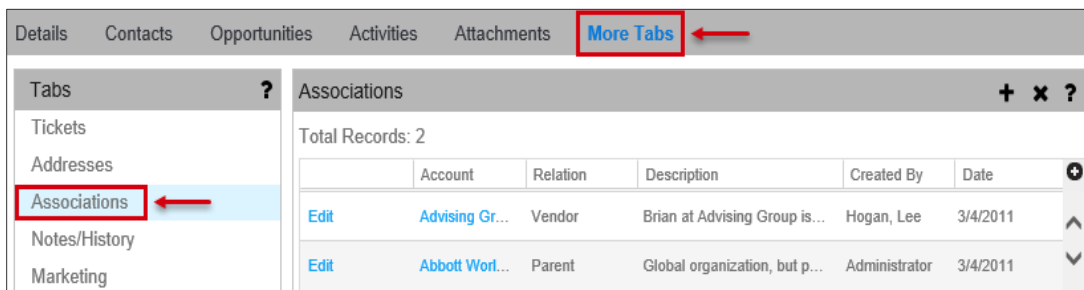 Details Contacts Opportunities Activities Attachments More Tabs
Tabs ?
Tickets
Addresses
Associations
Notes/History
Marketing
Associations + × ?
Total Records: 2
Account Relation Description Created By Date
Edit Advising Gr... Vendor Brian at Advising Group is... Hogan, Lee 3/4/2011
Edit Abbott Worl... Parent Global organization, but p... Administrator 3/4/2011